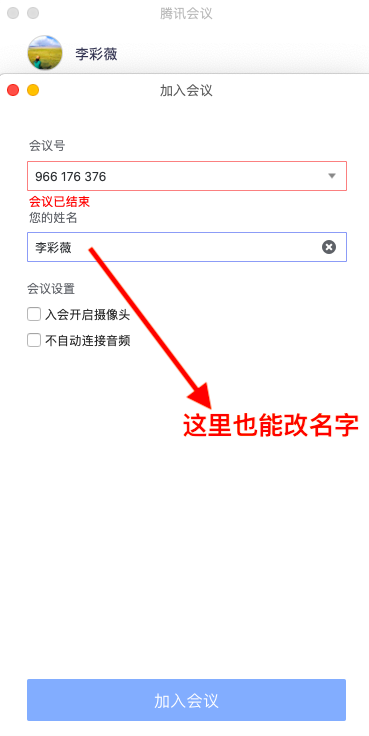 腾讯会议
李彩薇
加入会议
会议号
966 176 376
会议已结束
您的姓名
李彩薇
会议设置
入会开启摄像头
不自动连接音频
这里也能改名字
加入会议